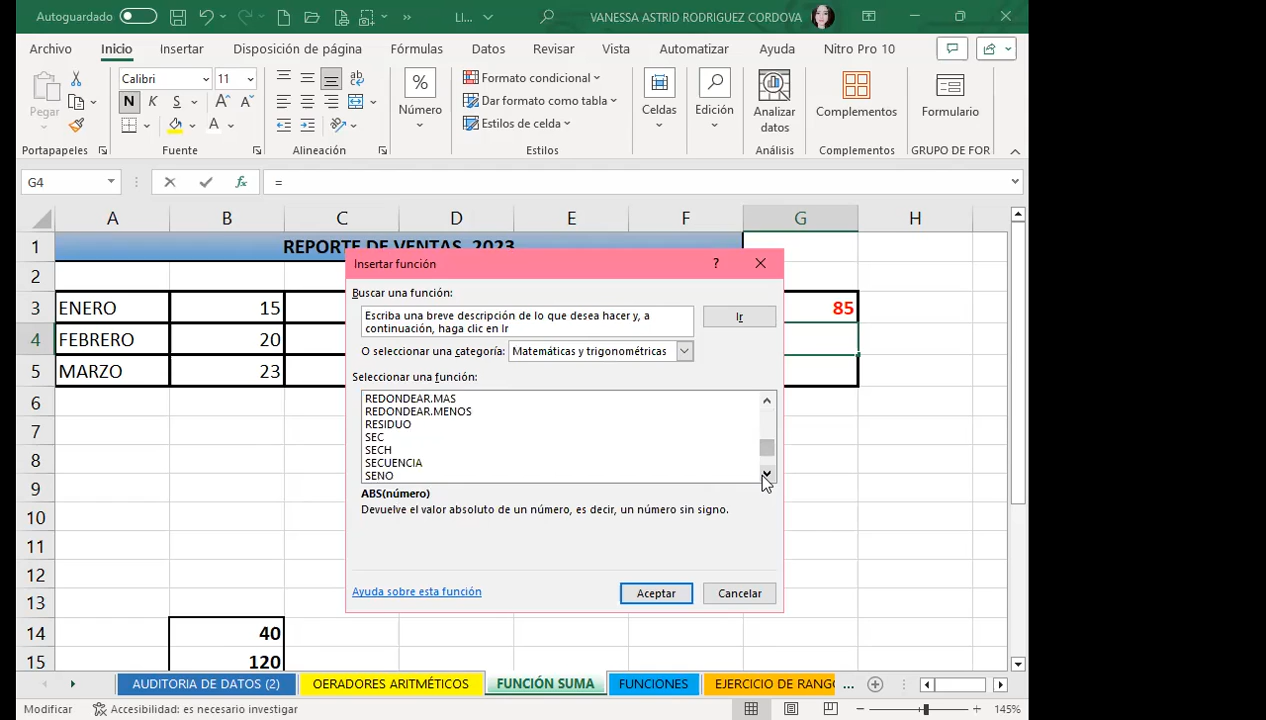 Autoguardado
LI...
VANESSA ASTRID RODRIGUEZ CORDOVA
Archivo Inicio Insertar Disposición de página Fórmulas Datos Revisar Vista Automatizar Ayuda Nitro Pro 10
Calibri 11
N K S
A A
A
Pegar
Número
Formato condicional
Dar formato como tabla
Estilos de celda
Celdas
Edición
Analizar datos
Complementos
Formulario
Portapapeles Fuente Alineación Estilos Análisis Complementos GRUPO DE FOR
G4 fx =
A B C D E F G H
1 REPORTE DE VENTAS 2023
2
3 ENERO 15 85
4 FEBRERO 20
5 MARZO 23
6
7
8
9
10
11
12
13
14 40
15 120
Insertar función ?
Buscar una función:
Escriba una breve descripción de lo que desea hacer y, a
continuación, haga clic en Ir
Ir
O seleccionar una categoría: Matemáticas y trigonométricas
Seleccionar una función:
REDONDEAR.MAS
REDONDEAR.MENOS
RESIDUO
SEC
SECH
SECUENCIA
SENO
ABS(número)
Devuelve el valor absoluto de un número, es decir, un número sin signo.
Ayuda sobre esta función
Aceptar Cancelar
AUDITORIA DE DATOS (2) OERADORES ARITMÉTICOS FUNCIÓN SUMA FUNCIONES EJERCICIO DE RANGO ...
Modificar Accesibilidad: es necesario investigar 145%